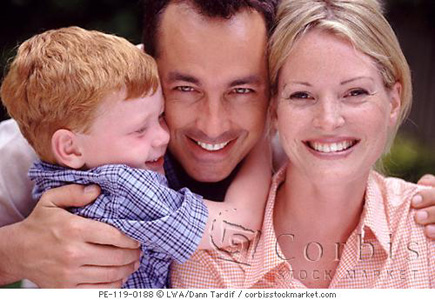 Corbis
STOCK MARKET
PE-119-0188 © LWA/Dann Tardif / corbisstockmarket.com